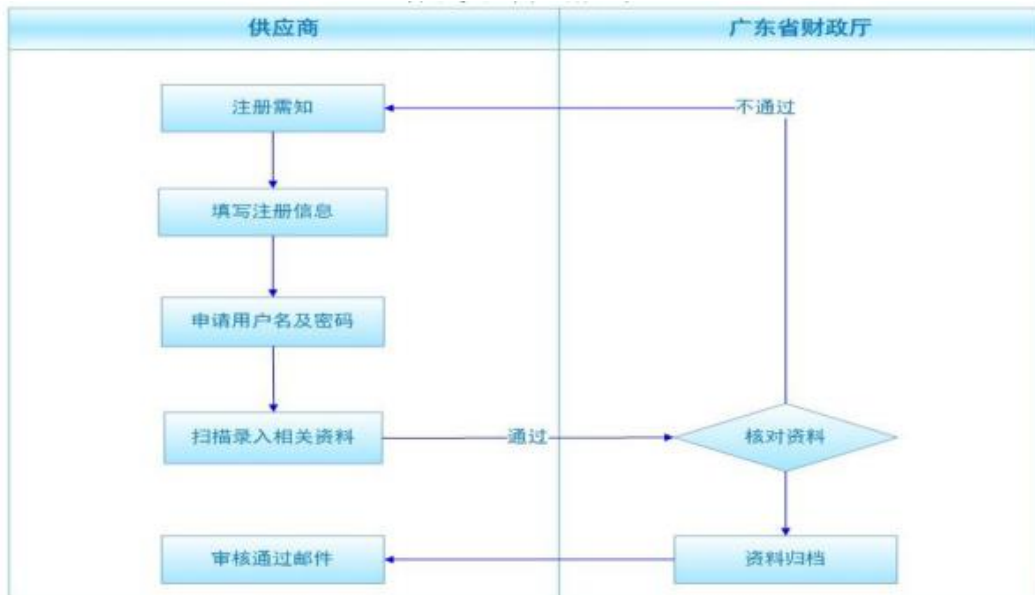 供应商
广东省财政厅
注册需知
不通过
填写注册信息
申请用户名及密码
扫描录入相关资料
通过
核对资料
审核通过邮件
资料归档